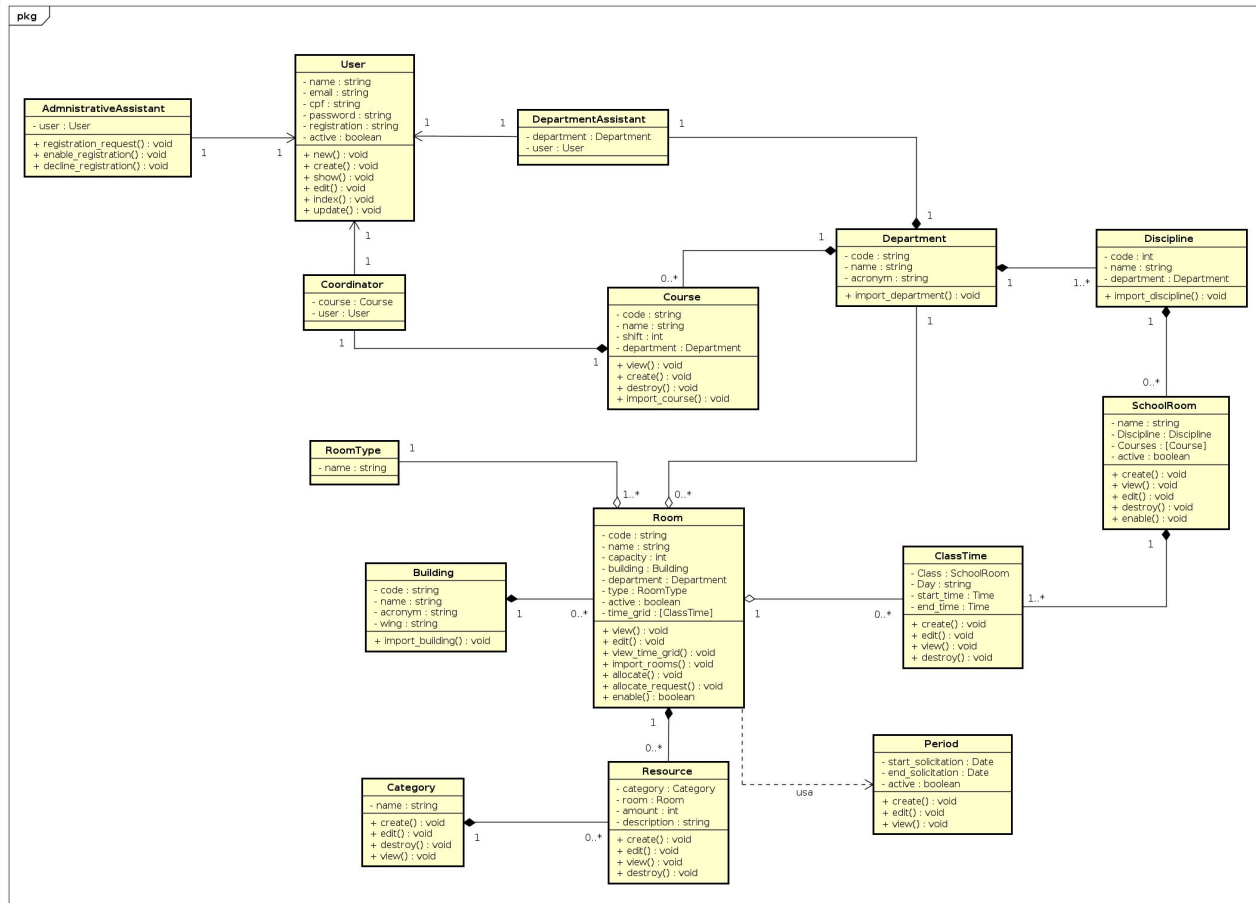 pkg
User
- name : string
- email : string
- cpf : string
- password : string
- registration : string
- active : boolean
+ new() : void
+ create() : void
+ show() : void
+ edit() : void
+ index() : void
+ update() : void
AdmnistrativeAssistant
- user : User
+ registration_request() : void
+ enable_registration() : void
+ decline_registration() : void
1
1
DepartmentAssistant
- department : Department
- user : User
1
1
1
1
1
1
Coordinator
- course : Course
- user : User
1
1
Department
- code : string
- name : string
- acronym : string
+ import_department() : void
1
0..*
1
1..*
1
Discipline
- code : int
- name : string
- department : Department
+ import_discipline() : void
1
0..*
Course
- code : string
- name : string
- shift : int
- department : Department
+ view() : void
+ create() : void
+ destroy() : void
+ import_course() : void
SchoolRoom
- name : string
- Discipline : Discipline
- Courses : [Course]
- active : boolean
+ create() : void
+ view() : void
+ edit() : void
+ destroy() : void
+ enable() : void
1
1..*
RoomType
- name : string
1
1..*
0..*
Room
- code : string
- name : string
- capacity : int
- building : Building
- department : Department
- type : RoomType
- active : boolean
- time_grid : [ClassTime]
+ view() : void
+ edit() : void
+ view_time_grid() : void
+ import_rooms() : void
+ allocate() : void
+ allocate_request() : void
+ enable() : boolean
Building
- code : string
- name : string
- acronym : string
- wing : string
+ import_building() : void
1
0..*
1
0..*
ClassTime
- Class : SchoolRoom
- Day : string
- start_time : Time
- end_time : Time
+ create() : void
+ edit() : void
+ view() : void
+ destroy() : void
1
0..*
usa
Period
- start_solicitation : Date
- end_solicitation : Date
- active : boolean
+ create() : void
+ edit() : void
+ view() : void
Resource
- category : Category
- room : Room
- amount : int
- description : string
+ create() : void
+ edit() : void
+ view() : void
+ destroy() : void
Category
- name : string
+ create() : void
+ edit() : void
+ destroy() : void
+ view() : void
1
0..*